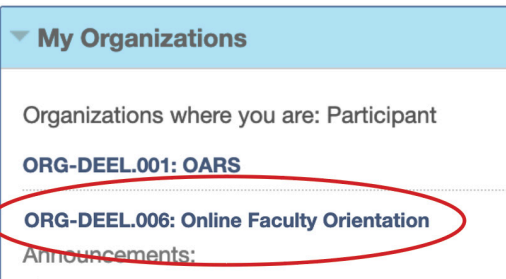 My Organizations
Organizations where you are: Participant
ORG-DEEL.001: OARS
ORG-DEEL.006: Online Faculty Orientation
Announcements: